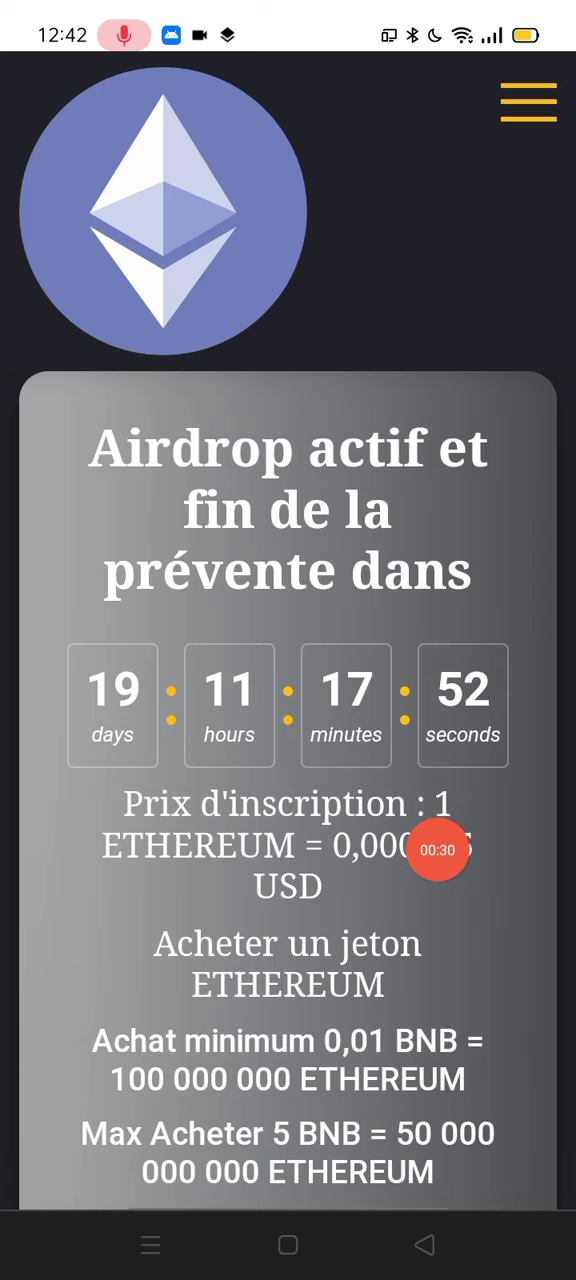 12:42
Airdrop actif et
fin de la
prévente dans
19 : 11 : 17 : 52
days hours minutes seconds
Prix d'inscription : 1
ETHEREUM =
00:30
USD
Acheter un jeton
ETHEREUM
Achat minimum 0,01 BNB =
100 000 000 ETHEREUM
Max Acheter 5 BNB = 50 000
000 000 ETHEREUM